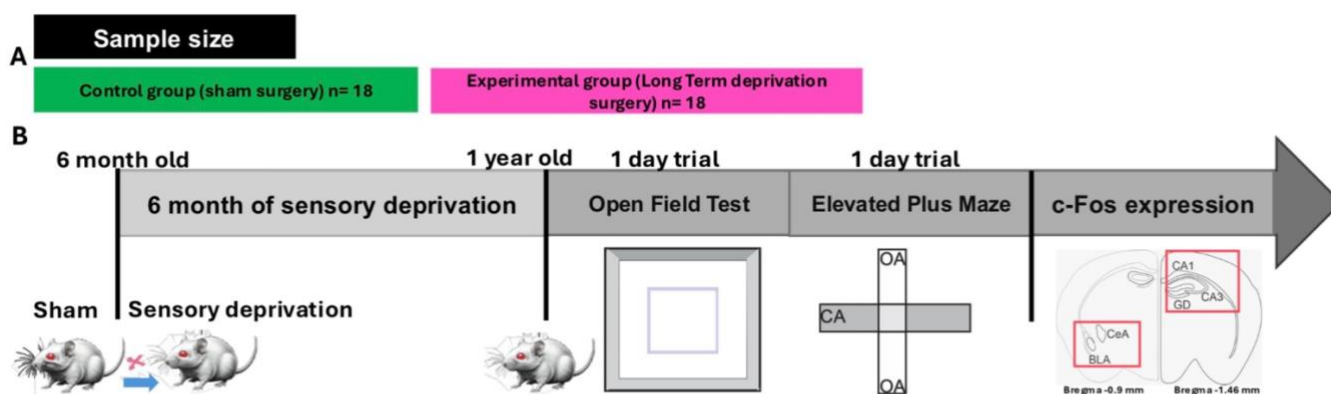 Sample size
A
Control group (sham surgery) n= 18
Experimental group (Long Term deprivation
surgery) n= 18
B
6 month old
1 year old
1 day trial
1 day trial
6 month of sensory deprivation
Open Field Test
Elevated Plus Maze
c-Fos expression
Sham
Sensory deprivation
OA
CA
OA
CA1
CA3
GD
CeA
BLA
Bregma -0.9 mm
Bregma -1.46 mm